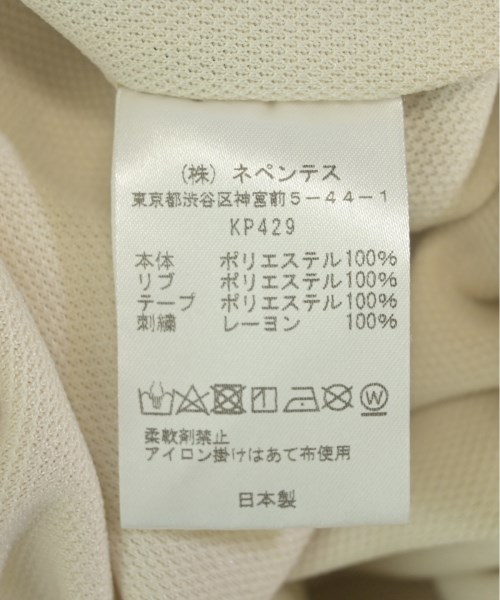 (株) ネペンテス
東京都渋谷区神宮前5-44-1
KP429
本体 ポリエステル100%
リブ ポリエステル100%
テープ ポリエステル100%
刺繍 レーヨン 100%
W
柔軟剤禁止
アイロン掛けはあて布使用
日本製